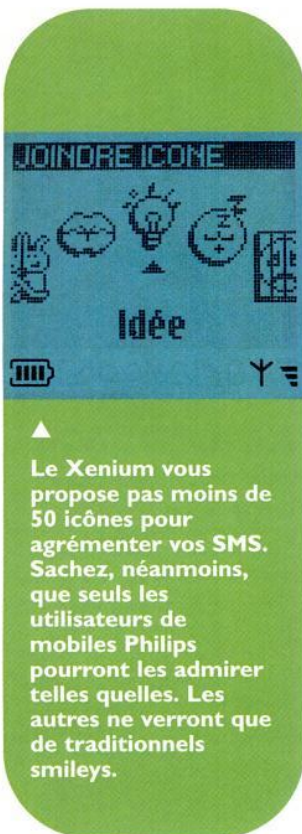 JOINDRE ICONE
Idée
Le Xenium vous
propose pas moins de
50 icônes pour
agrémenter vos SMS.
Sachez, néanmoins,
que seuls les
utilisateurs de
mobiles Philips
pourront les admirer
telles quelles. Les
autres ne verront que
de traditionnels
smileys.